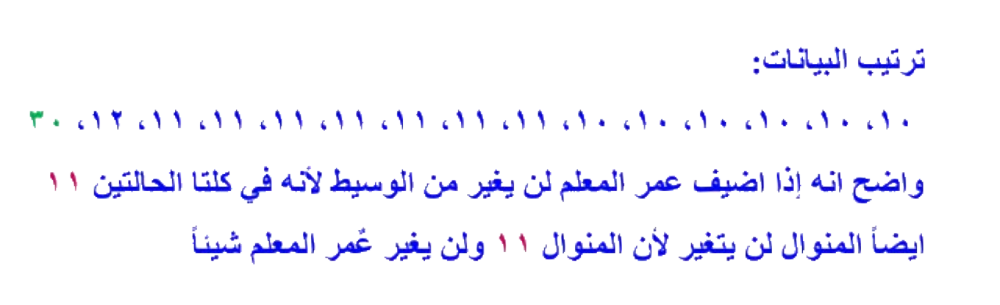 ترتيب البيانات:
١٠، ١٠، ١٠، ١٠، ١٠، ١٠، ١١، ١١، ١١، ١١، ١١، ١١، ١١، ١٢، ٣٠
واضح انه إذا اضيف عمر المعلم لن يغير من الوسيط لأنه في كلتا الحالتين ١١
ايضاً المنوال لن يتغير لأن المنوال ١١ ولن يغير عُمر المعلم شيئاً